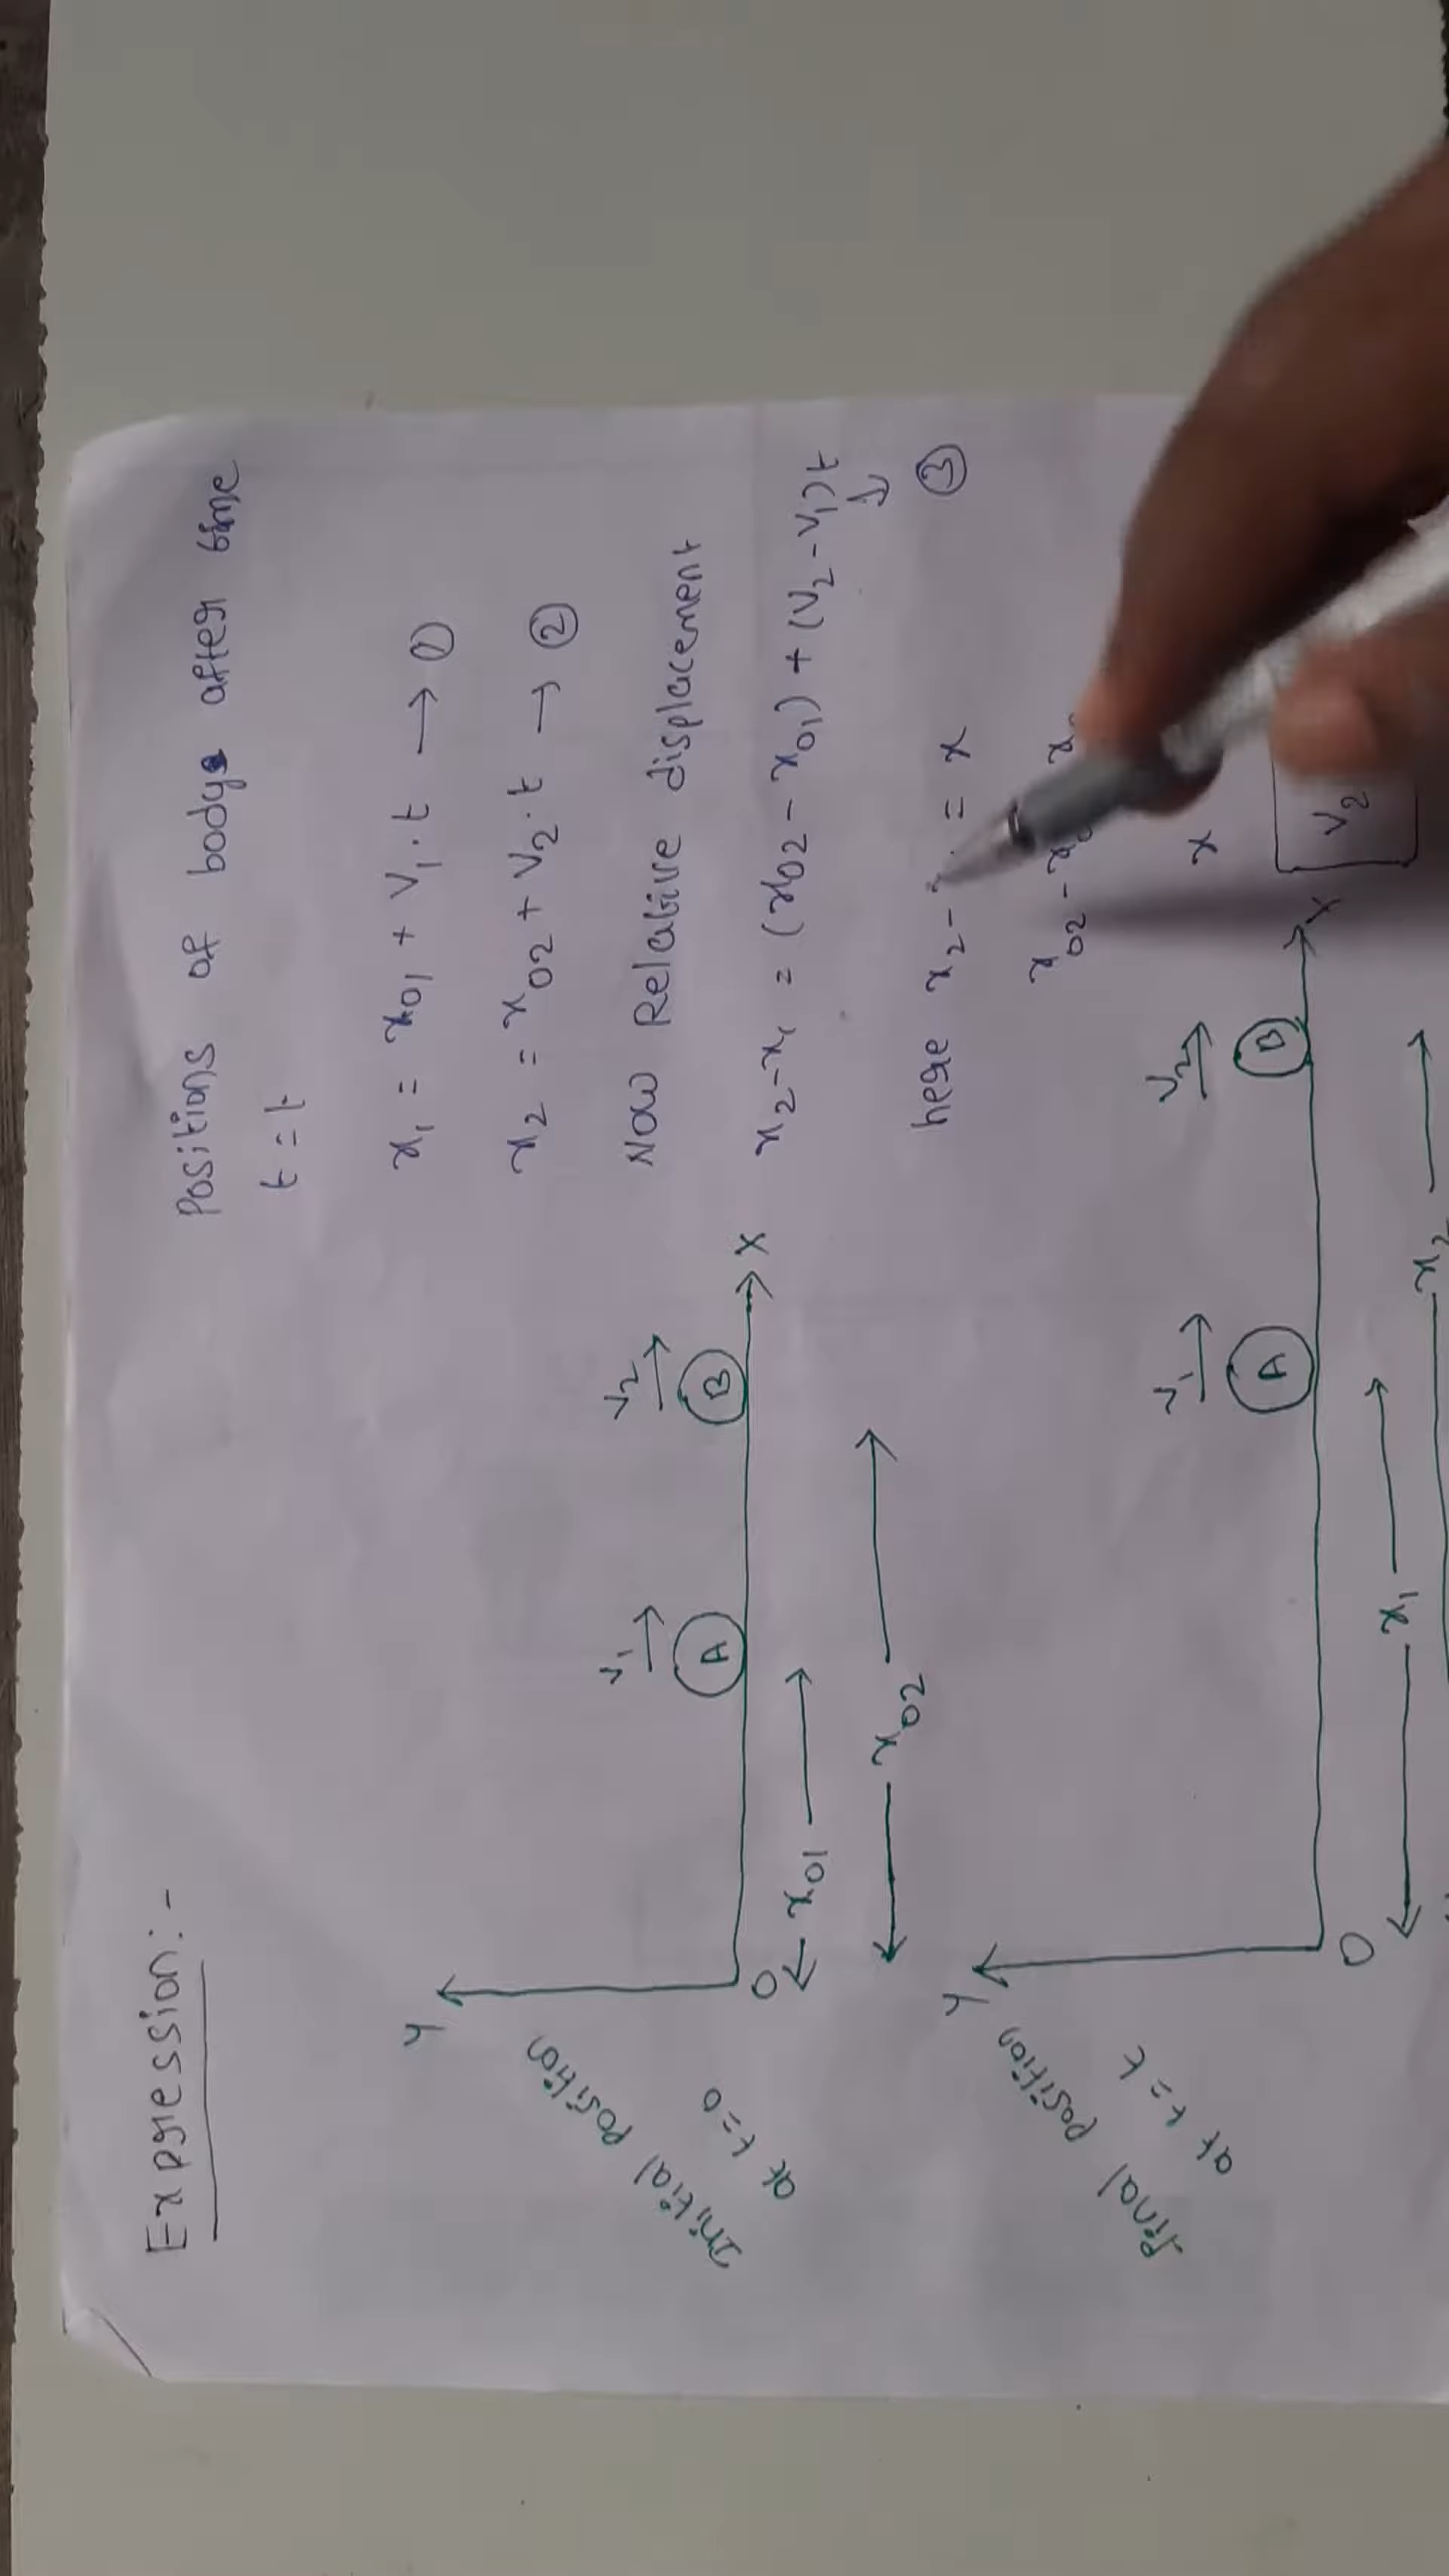 Expression:-
Y
Initial position
at t=0
V₁
V₂
A
B
X
O
x₀₁
x₀₂
Y
Final position
at t=t
V₁
V₂
A
B
X
O
x₁
x₂
Positions of bodys after time
t = t
x₁ = x₀₁ + V₁.t → ①
x₂ = x₀₂ + V₂.t → ②
Now Relative displacement
x₂-x₁ = (x₀₂ - x₀₁) + (V₂-V₁)t
↓
③
here x₂- = x
x₀₂ -
x
V₂